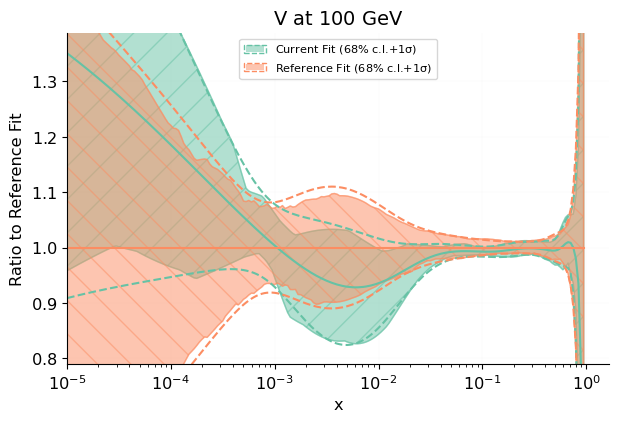 V at 100 GeV
Current Fit (68% c.l.+1σ)
Reference Fit (68% c.l.+1σ)
Ratio to Reference Fit
1.3
1.2
1.1
1.0
0.9
0.8
10⁻⁵ 10⁻⁴ 10⁻³ 10⁻² 10⁻¹ 10⁰
x